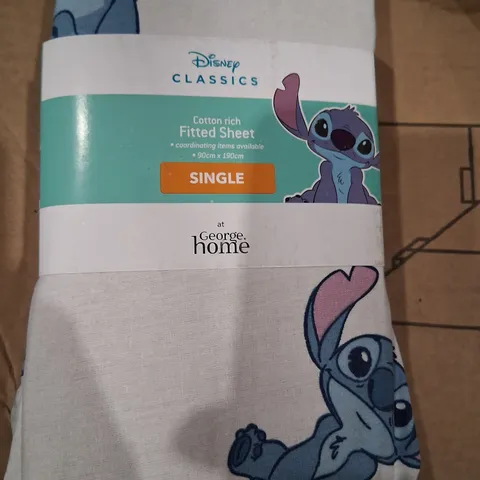 Disney
CLASSICS
Cotton rich
Fitted Sheet
• coordinating items available
• 90cm x 190cm
SINGLE
at
George.
home